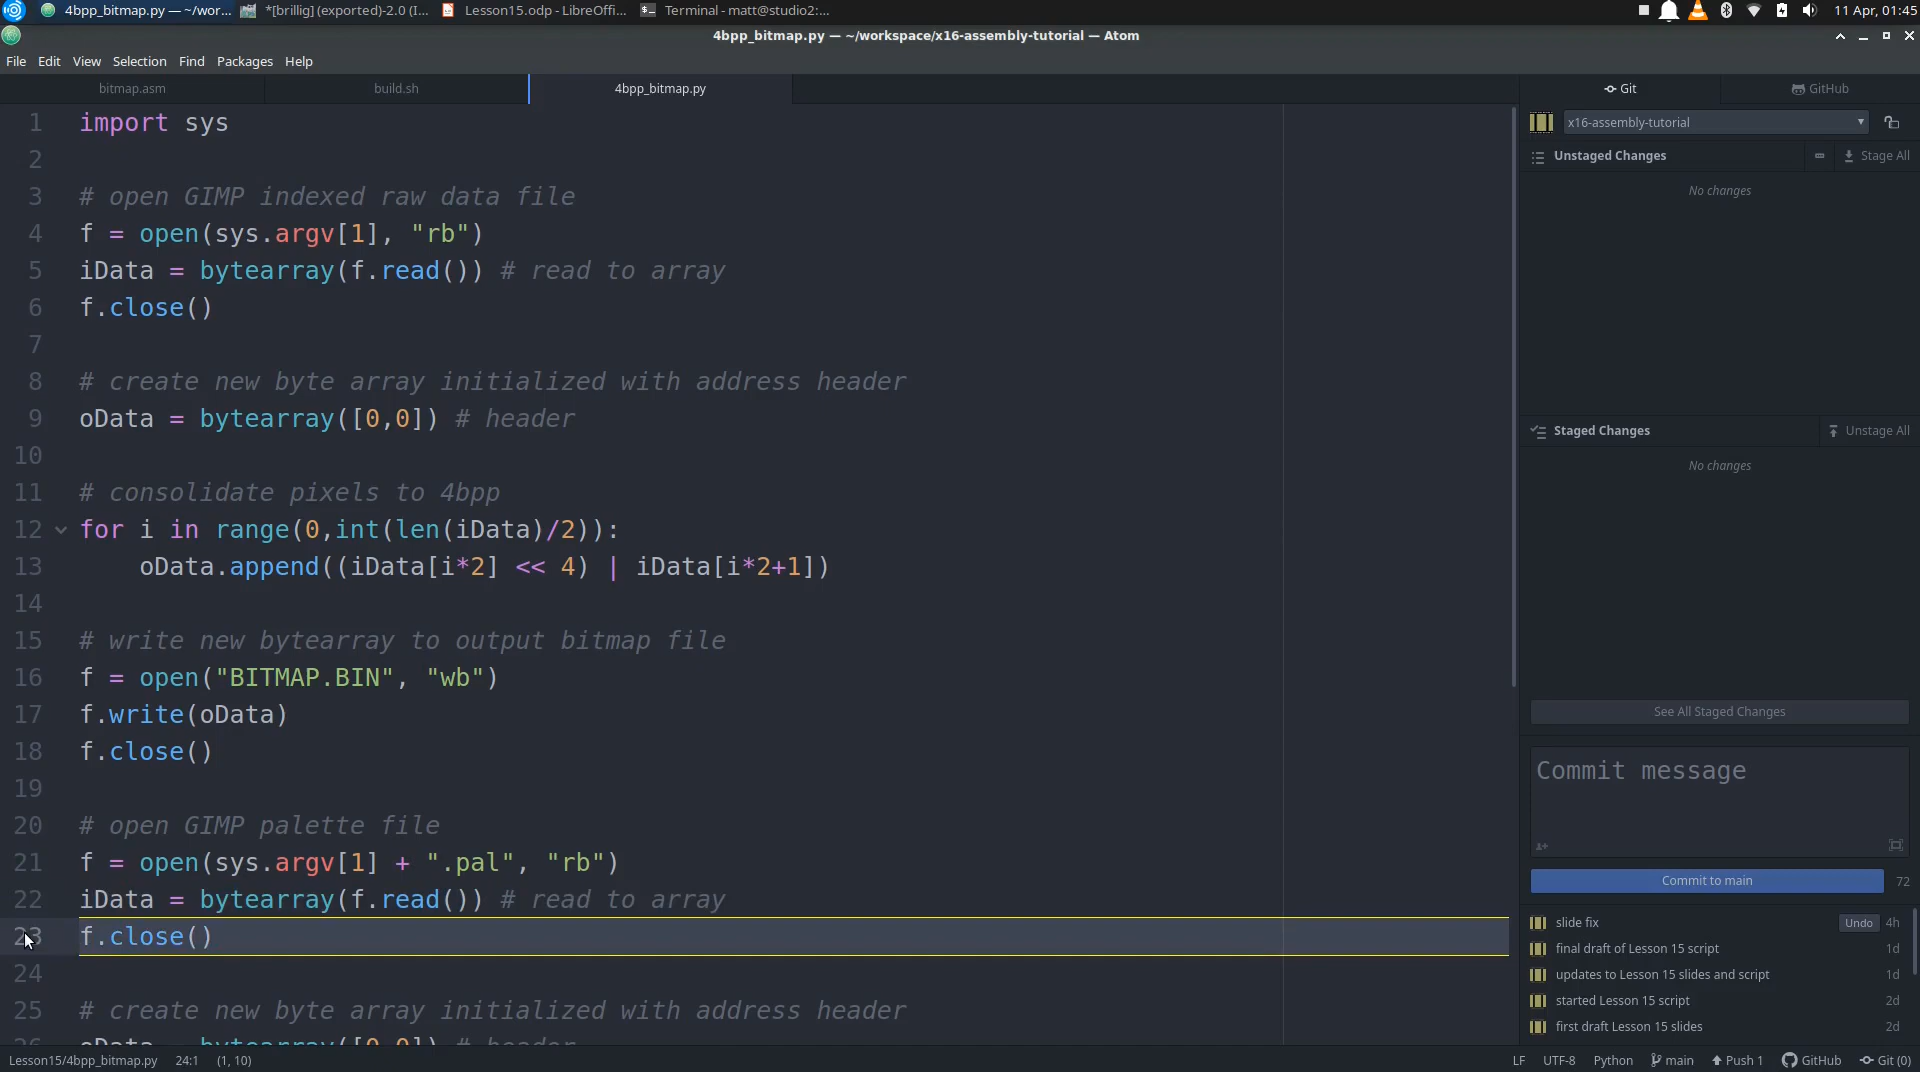 4bpp_bitmap.py — ~/wor...
*[brillig] (exported)-2.0 (I...
Lesson15.odp - LibreOffi...
Terminal - matt@studio2:...
11 Apr, 01:45
4bpp_bitmap.py — ~/workspace/x16-assembly-tutorial — Atom
File Edit View Selection Find Packages Help
bitmap.asm
build.sh
4bpp_bitmap.py
1 import sys
2
3 # open GIMP indexed raw data file
4 f = open(sys.argv[1], "rb")
5 iData = bytearray(f.read()) # read to array
6 f.close()
7
8 # create new byte array initialized with address header
9 oData = bytearray([0,0]) # header
10
11 # consolidate pixels to 4bpp
12 for i in range(0,int(len(iData)/2)):
13 oData.append((iData[i*2] << 4) | iData[i*2+1])
14
15 # write new bytearray to output bitmap file
16 f = open("BITMAP.BIN", "wb")
17 f.write(oData)
18 f.close()
19
20 # open GIMP palette file
21 f = open(sys.argv[1] + ".pal", "rb")
22 iData = bytearray(f.read()) # read to array
23 f.close()
24
25 # create new byte array initialized with address header
26 oData = bytearray([0,0]) # header
Git
GitHub
x16-assembly-tutorial
Unstaged Changes
Stage All
No changes
Staged Changes
Unstage All
No changes
See All Staged Changes
Commit message
Commit to main
72
slide fix Undo 4h
final draft of Lesson 15 script 1d
updates to Lesson 15 slides and script 1d
started Lesson 15 script 2d
first draft Lesson 15 slides 2d
Lesson15/4bpp_bitmap.py 24:1 (1, 10)
LF UTF-8 Python main Push 1 GitHub Git (0)